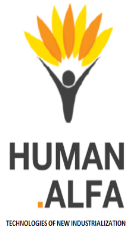 HUMAN
.ALFA
TECHNOLOGIES OF NEW INDUSTRIALIZATION